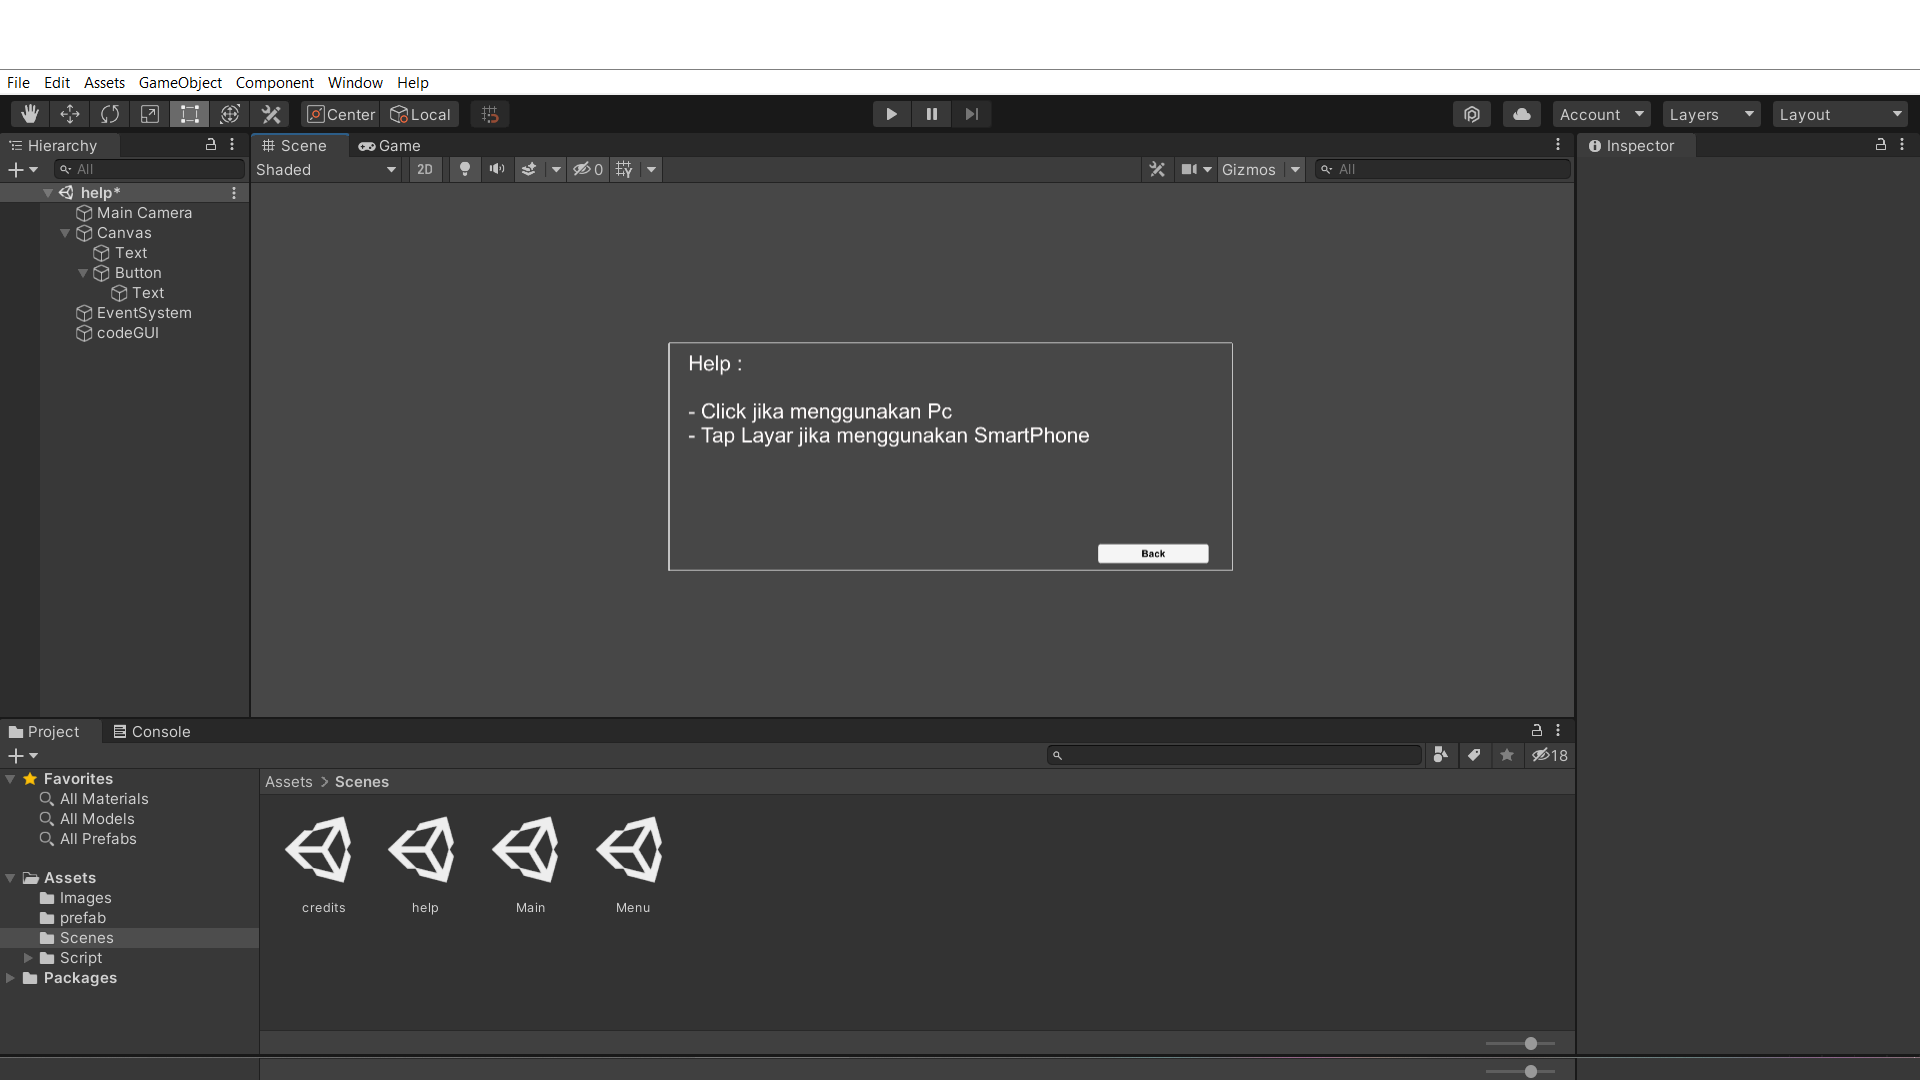 File Edit Assets GameObject Component Window Help
Center Local
Account Layers Layout
Hierarchy
All
help*
Main Camera
Canvas
Text
Button
Text
EventSystem
codeGUI
Scene Game
Shaded 2D 0 Gizmos All
Help :
- Click jika menggunakan Pc
- Tap Layar jika menggunakan SmartPhone
Back
Inspector
Project Console
18
Favorites
All Materials
All Models
All Prefabs
Assets
Images
prefab
Scenes
Script
Packages
Assets > Scenes
credits help Main Menu